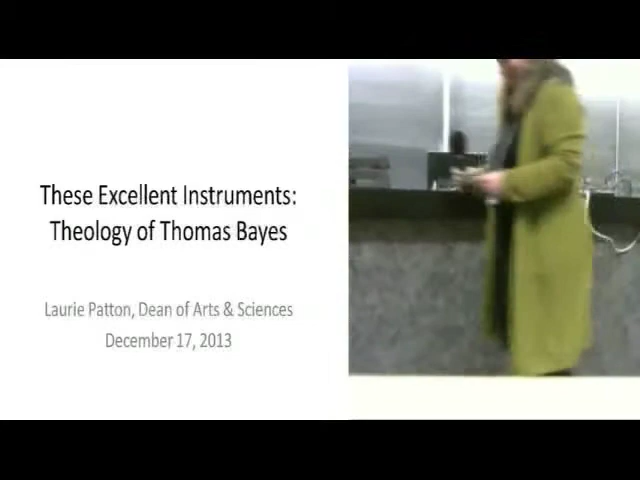 These Excellent Instruments:
Theology of Thomas Bayes
Laurie Patton, Dean of Arts & Sciences
December 17, 2013